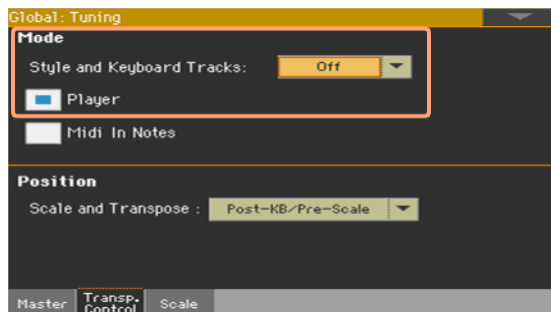 Global: Tuning
Mode
Style and Keyboard Tracks: Off
Player
Midi In Notes
Position
Scale and Transpose : Post-KB/Pre-Scale
Master Transp. Control Scale